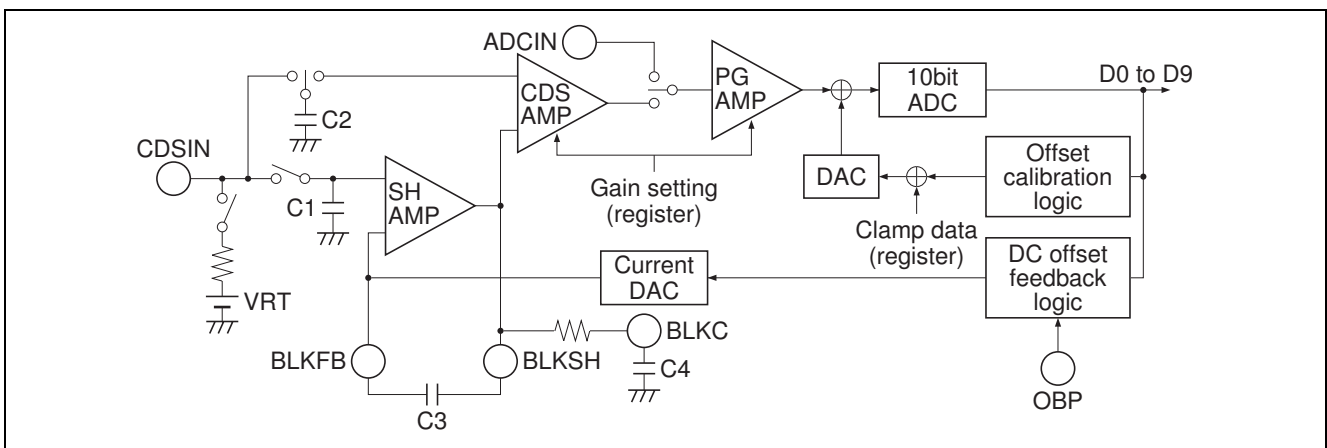 ADCIN
CDS
AMP
PG
AMP
10bit
ADC
D0 to D9
C2
CDSIN
C1
SH
AMP
Gain setting
(register)
DAC
Offset
calibration
logic
Clamp data
(register)
VRT
Current
DAC
DC offset
feedback
logic
BLKFB
BLKSH
BLKC
C4
C3
OBP